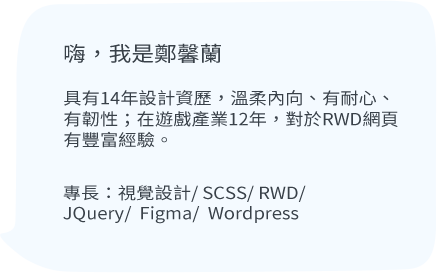 嗨，我是鄭馨蘭
具有14年設計資歷，溫柔內向、有耐心、
有韌性；在遊戲產業12年，對於RWD網頁
有豐富經驗。
專長：視覺設計/ SCSS/ RWD/
JQuery/ Figma/ Wordpress